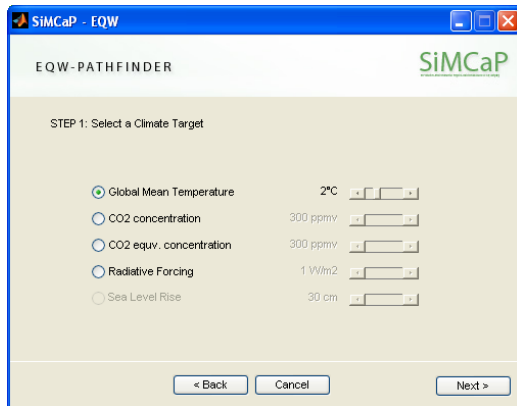 SiMCaP - EQW
EQW-PATHFINDER
SiMCaP
STEP 1: Select a Climate Target
Global Mean Temperature 2°C
CO2 concentration 300 ppmv
CO2 equv. concentration 300 ppmv
Radiative Forcing 1 W/m2
Sea Level Rise 30 cm
< Back Cancel Next >